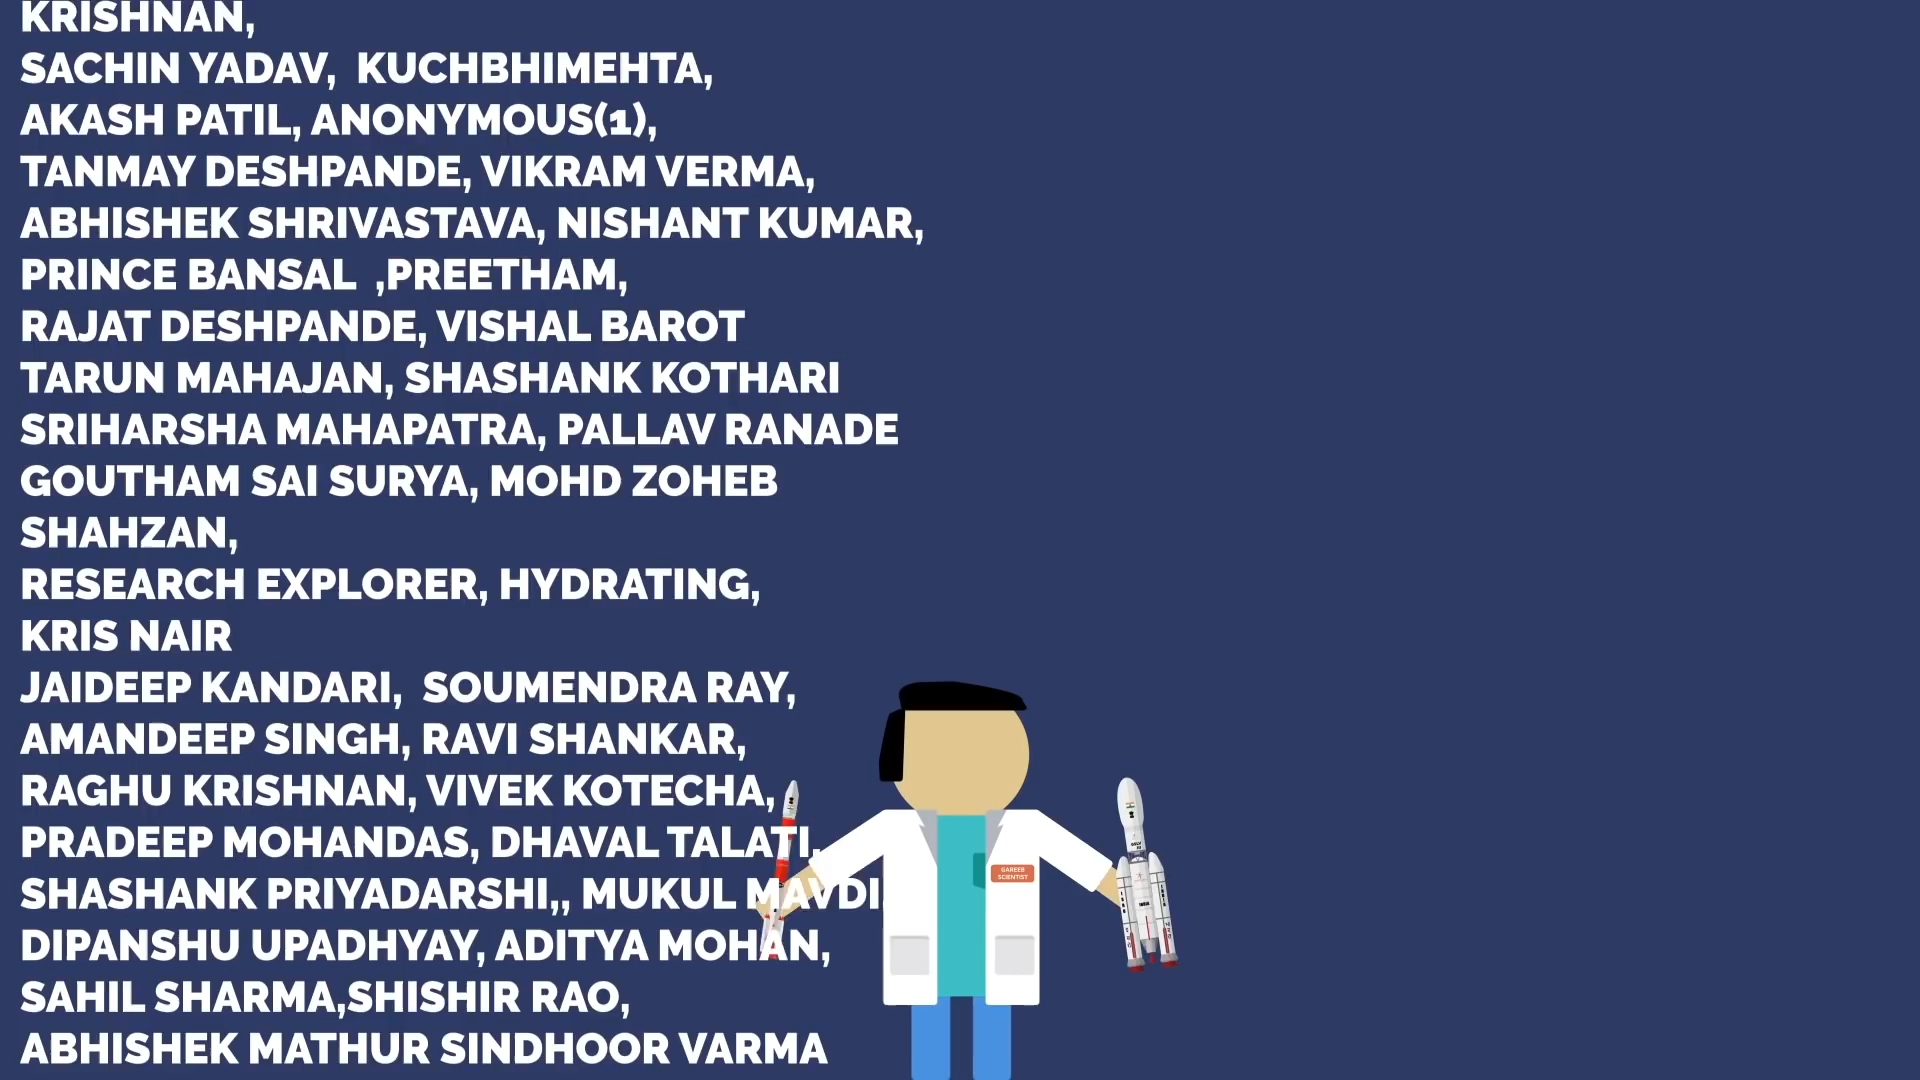 KRISHNAN,
SACHIN YADAV,  KUCHBHIMEHTA,
AKASH PATIL, ANONYMOUS(1),
TANMAY DESHPANDE, VIKRAM VERMA,
ABHISHEK SHRIVASTAVA, NISHANT KUMAR,
PRINCE BANSAL  ,PREETHAM,
RAJAT DESHPANDE, VISHAL BAROT
TARUN MAHAJAN, SHASHANK KOTHARI
SRIHARSHA MAHAPATRA, PALLAV RANADE
GOUTHAM SAI SURYA, MOHD ZOHEB
SHAHZAN,
RESEARCH EXPLORER, HYDRATING,
KRIS NAIR
JAIDEEP KANDARI,  SOUMENDRA RAY,
AMANDEEP SINGH, RAVI SHANKAR,
RAGHU KRISHNAN, VIVEK KOTECHA,
PRADEEP MOHANDAS, DHAVAL TALATI,
SHASHANK PRIYADARSHI,, MUKUL MAVDI,
DIPANSHU UPADHYAY, ADITYA MOHAN,
SAHIL SHARMA,SHISHIR RAO,
ABHISHEK MATHUR SINDHOOR VARMA
GAREEB
SCIENTIST